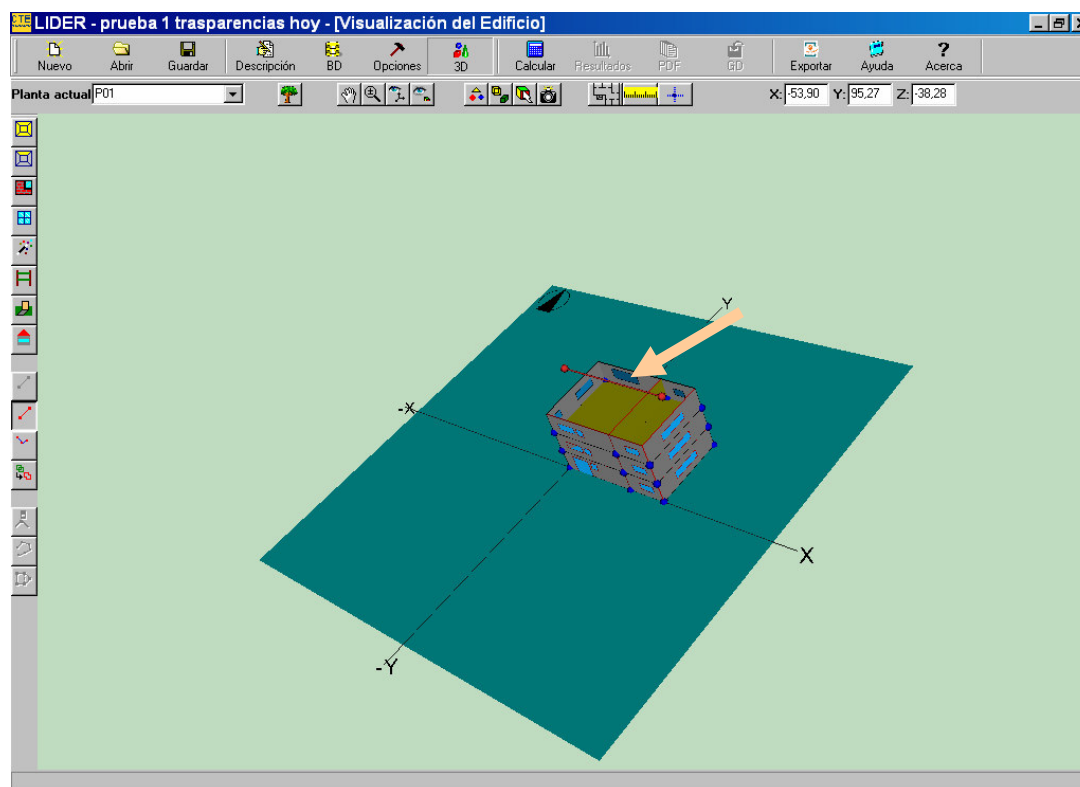 CTE LIDER - prueba 1 trasparencias hoy - [Visualización del Edificio]
Nuevo Abrir Guardar Descripción BD Opciones 3D Calcular Resultados PDF GD Exportar Ayuda ? Acerca
Planta actual P01 X: -53,90 Y: 95,27 Z: -38,28
Y
-X
X
-Y